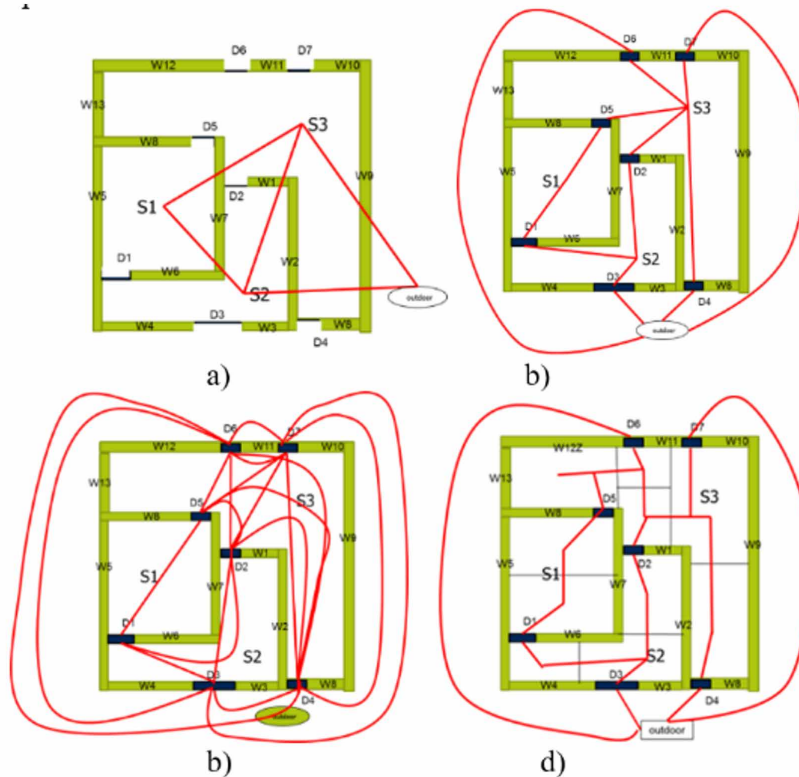 D6 D7
W12 W11 W10
W13
D5 S3
W8
W5 W1 W9
S1 D2
W7
D1 W2
W6
S2
D3
W4 W3 W8
D4
outdoor
a)
D6 D7
W12 W11 W10
W13
D5 S3
W8
W1
W5 D2 W9
S1
W7
D1 W2
W6
S2
D3
W4 W3 W8
D4
outdoor
b)
D6 D7
W12 W11 W10
W13
D5 S3
W8
W9
W1
W5 S1 D2
W7
D1 W2
W6
S2
D3
W4 W3 W8
D4
outdoor
b)
D6 D7
W12Z W11 W10
W13
D5 S3
W8
W9
W1
W5 S1 D2
W7
D1 W2
W6
S2
D3
W4 W3 W8
D4
outdoor
d)